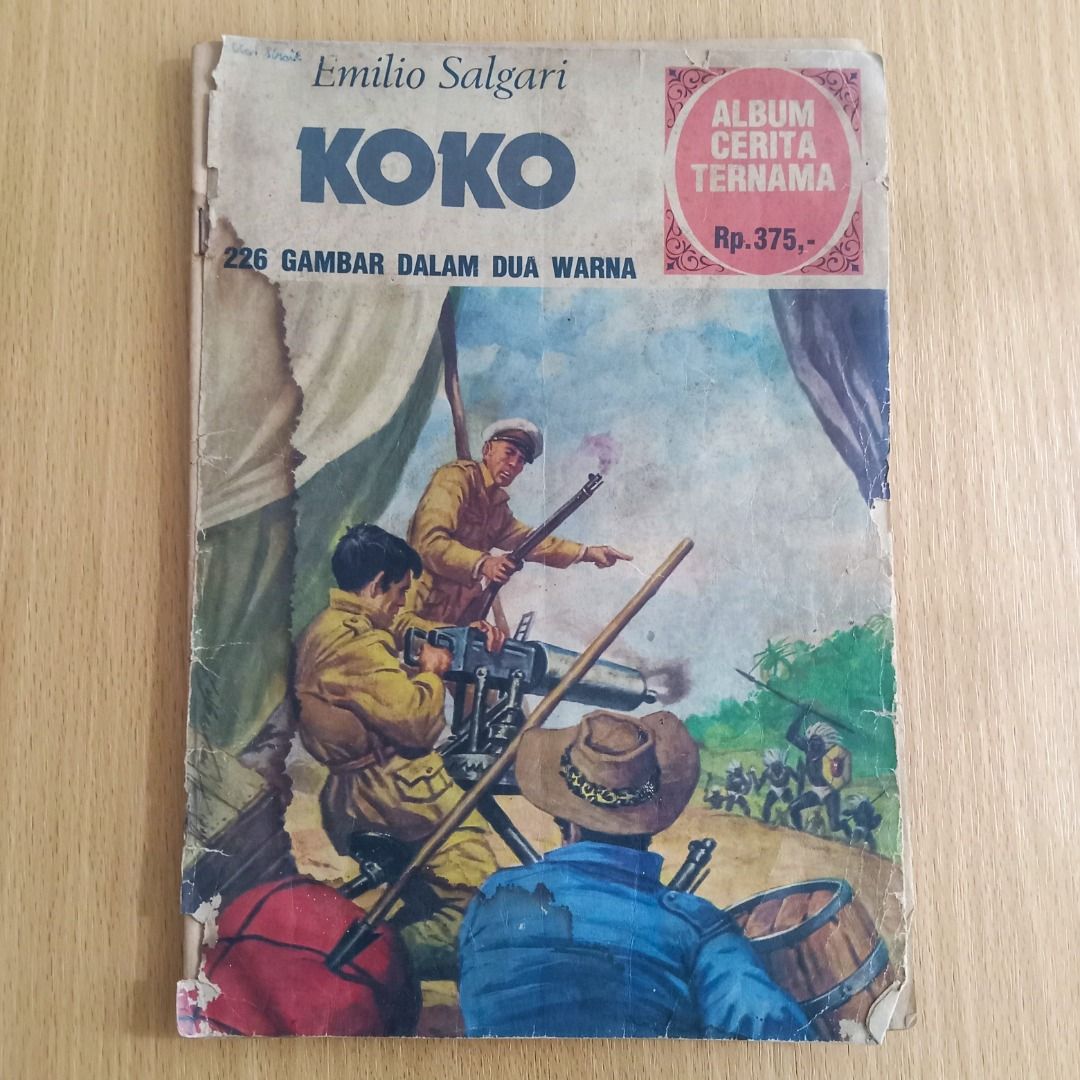 Emilio Salgari
KOKO
226 GAMBAR DALAM DUA WARNA
ALBUM
CERITA
TERNAMA
Rp.375,-